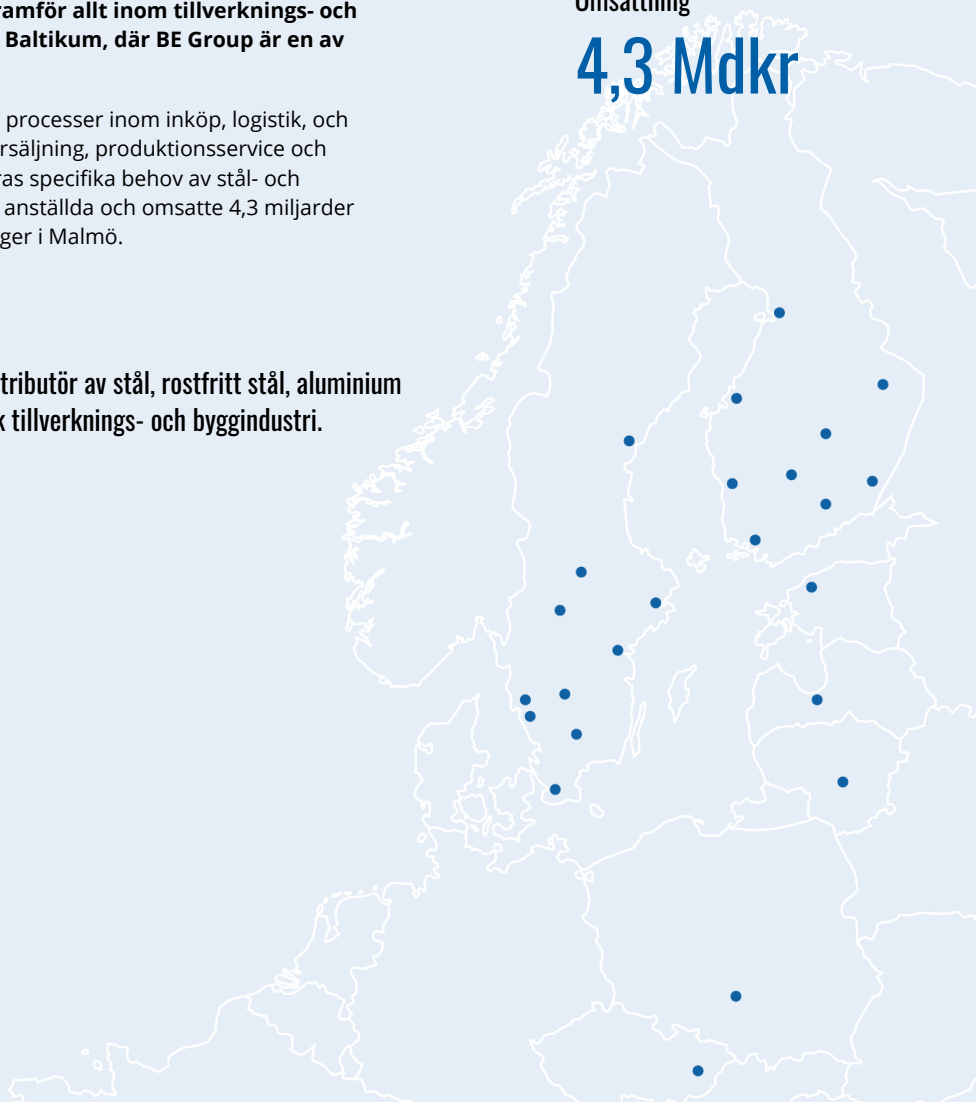 ramför allt inom tillverknings- och
Baltikum, där BE Group är en av
processer inom inköp, logistik, och
rsäljning, produktionsservice och
ras specifika behov av stål- och
anställda och omsatte 4,3 miljarder
ger i Malmö.
tributör av stål, rostfritt stål, aluminium
k tillverknings- och byggindustri.
Omsättning
4,3 Mdkr